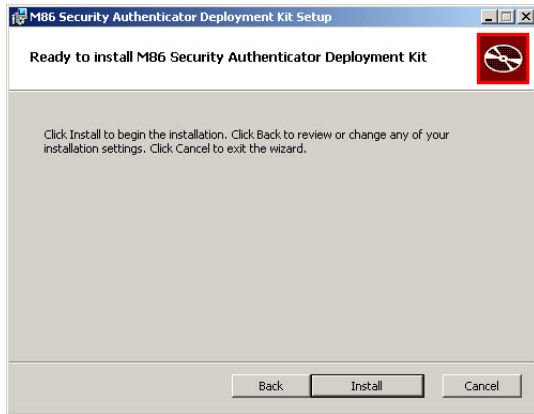 M86 Security Authenticator Deployment Kit Setup
Ready to install M86 Security Authenticator Deployment Kit
Click Install to begin the installation. Click Back to review or change any of your
installation settings. Click Cancel to exit the wizard.
Back Install Cancel